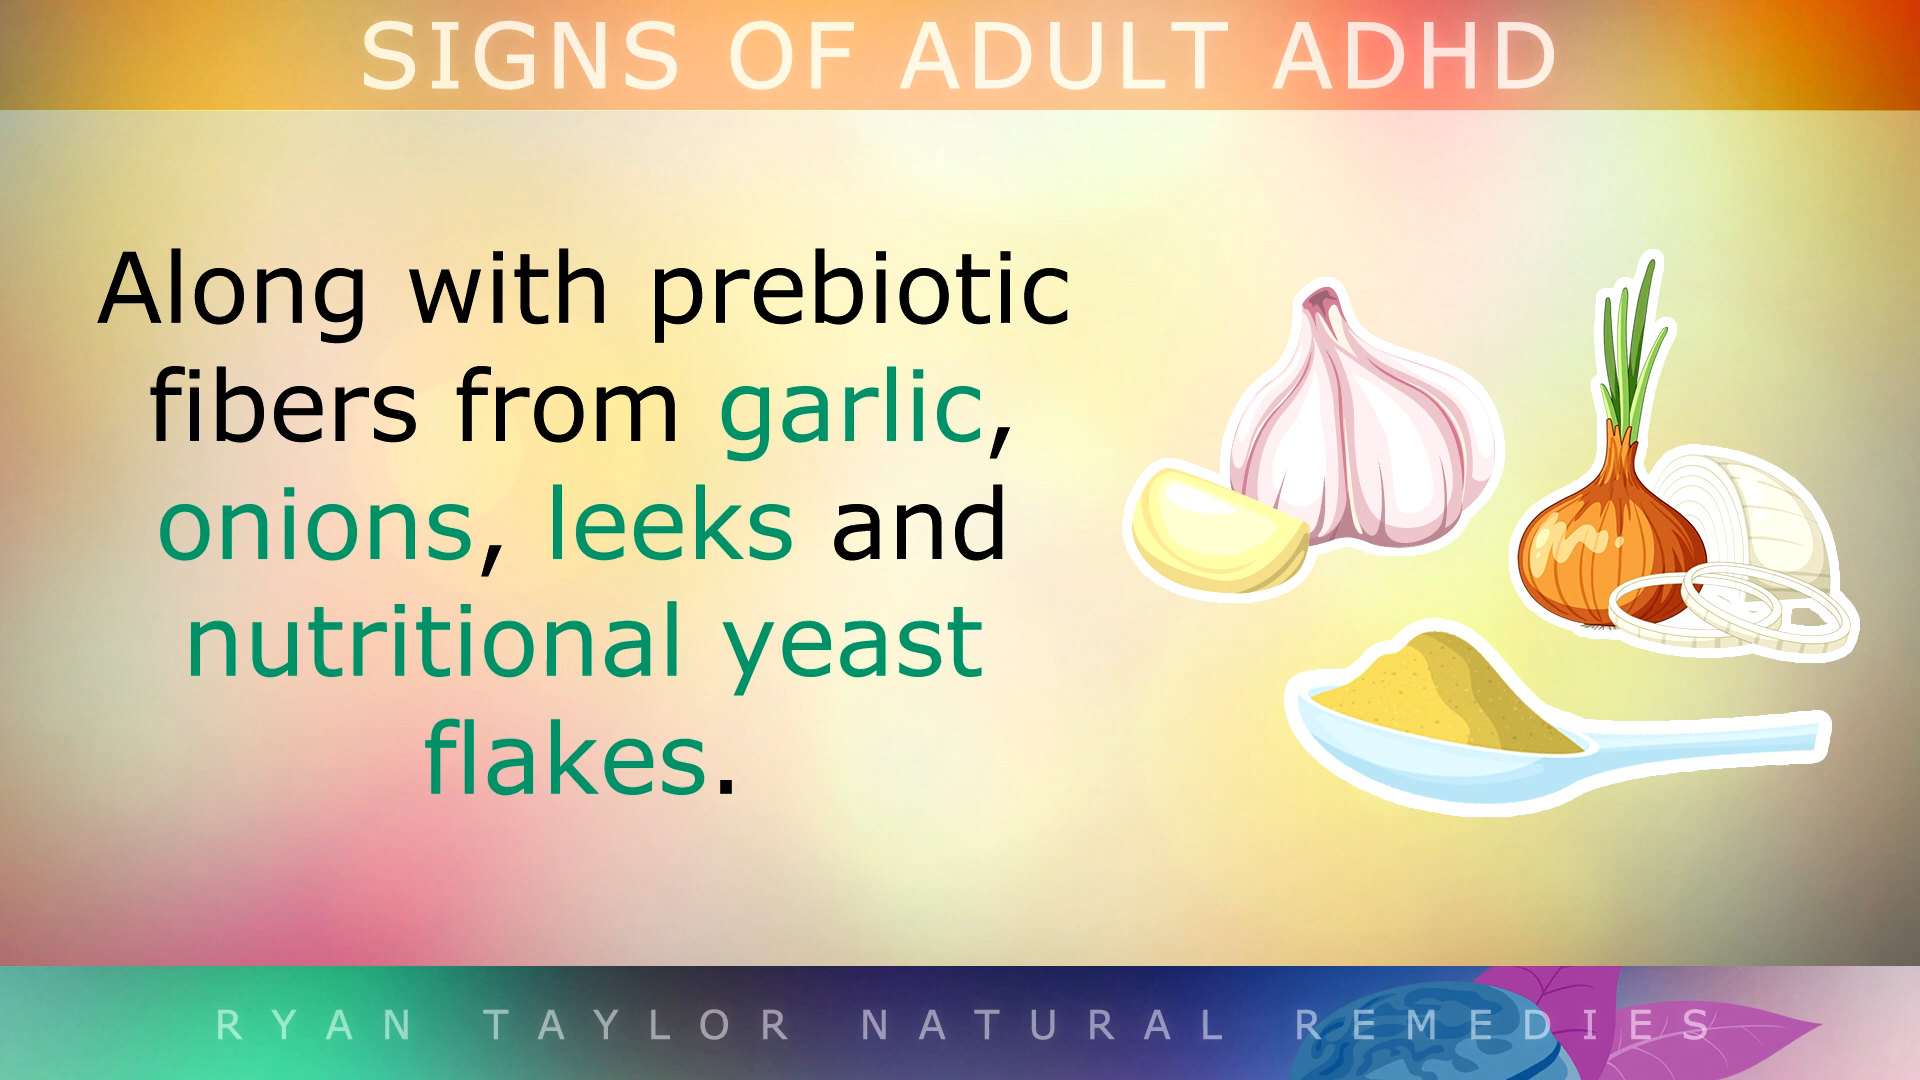 SIGNS OF ADULT ADHD
Along with prebiotic
fibers from garlic,
onions, leeks and
nutritional yeast
flakes.
RYAN TAYLOR NATURAL REMEDIES